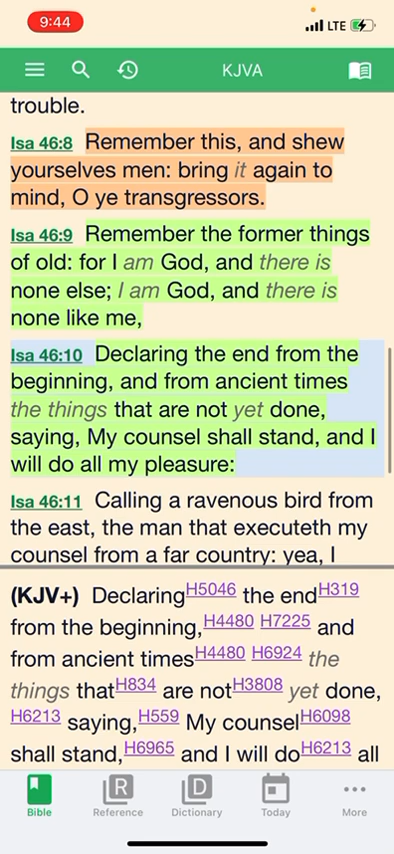 9:44
LTE
KJVA
trouble.
Isa 46:8 Remember this, and shew
yourselves men: bring it again to
mind, O ye transgressors.
Isa 46:9 Remember the former things
of old: for I am God, and there is
none else; I am God, and there is
none like me,
Isa 46:10 Declaring the end from the
beginning, and from ancient times
the things that are not yet done,
saying, My counsel shall stand, and I
will do all my pleasure:
Isa 46:11 Calling a ravenous bird from
the east, the man that executeth my
counsel from a far country: yea, I
(KJV+) DeclaringH5046 the endH319
from the beginning,H4480 H7225 and
from ancient timesH4480 H6924 the
things thatH834 are notH3808 yet done,
H6213 saying,H559 My counselH6098
shall stand,H6965 and I will doH6213 all
R
D
Bible
Reference
Dictionary
Today
More